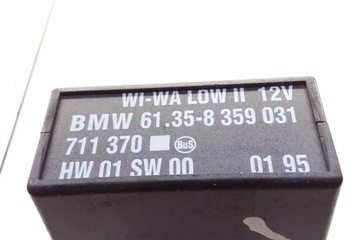 WI-WA LOW II 12V
BMW 61.35-8 359 031
711 370 BuS
HW 01 SW 00 01 95